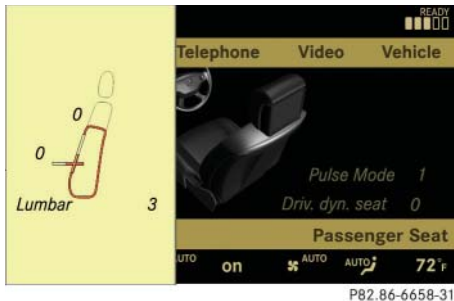 READY
Telephone Video Vehicle
0
0
Lumbar 3
Pulse Mode 1
Driv. dyn. seat 0
Passenger Seat
UTO on AUTO AUTO 72°F
P82.86-6658-31